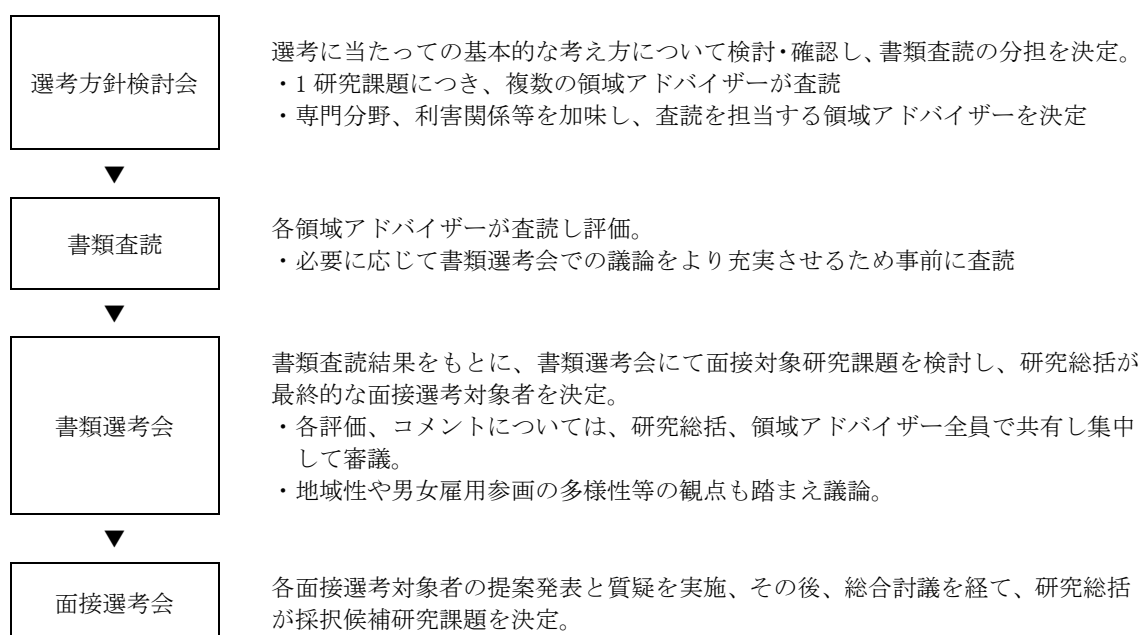 選考方針検討会
選考に当たっての基本的な考え方について検討・確認し、書類査読の分担を決定。
・1 研究課題につき、複数の領域アドバイザーが査読
・専門分野、利害関係等を加味し、査読を担当する領域アドバイザーを決定
▼
書類査読
各領域アドバイザーが査読し評価。
・必要に応じて書類選考会での議論をより充実させるため事前に査読
▼
書類選考会
書類査読結果をもとに、書類選考会にて面接対象研究課題を検討し、研究総括が
最終的な面接選考対象者を決定。
・各評価、コメントについては、研究総括、領域アドバイザー全員で共有し集中
して審議。
・地域性や男女雇用参画の多様性等の観点も踏まえ議論。
▼
面接選考会
各面接選考対象者の提案発表と質疑を実施、その後、総合討議を経て、研究総括
が採択候補研究課題を決定。